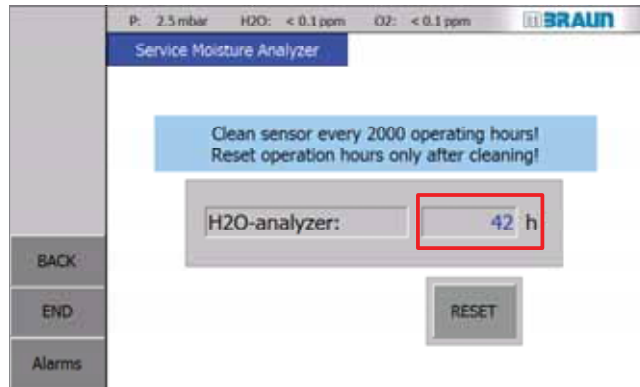 P: 2.5 mbar H2O: < 0.1 ppm O2: < 0.1 ppm MBRAUN
Service Moisture Analyzer
Clean sensor every 2000 operating hours!
Reset operation hours only after cleaning!
H2O-analyzer: 42 h
BACK
END
RESET
Alarms